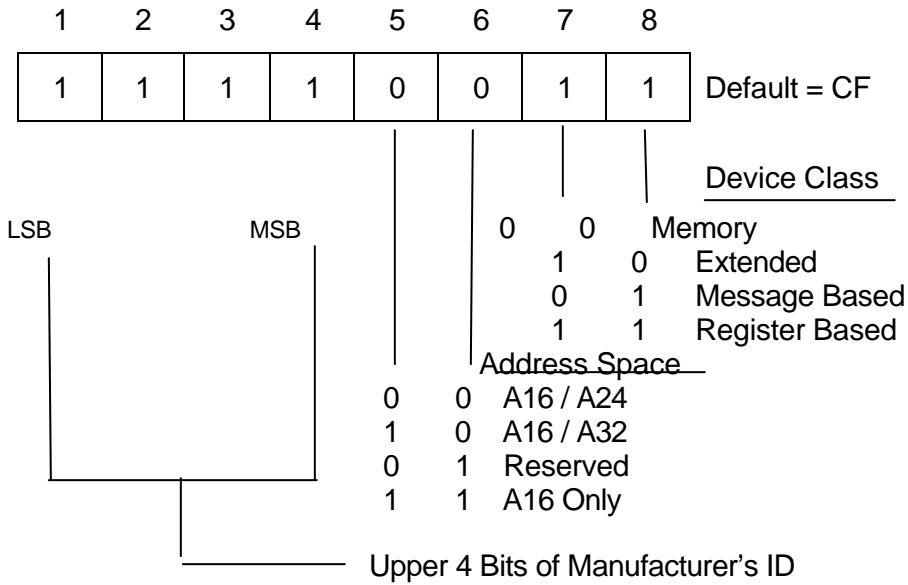 1 2 3 4 5 6 7 8
1 1 1 1 0 0 1 1 Default = CF
Device Class
LSB MSB 0 0 Memory
1 0 Extended
0 1 Message Based
1 1 Register Based
Address Space
0 0 A16 / A24
1 0 A16 / A32
0 1 Reserved
1 1 A16 Only
Upper 4 Bits of Manufacturer's ID